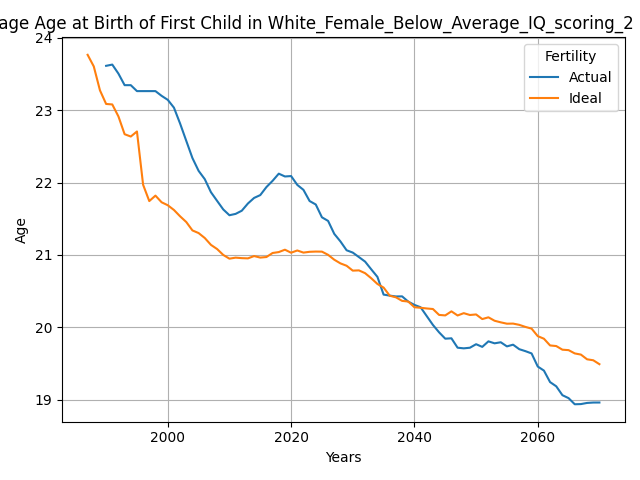 age Age at Birth of First Child in White_Female_Below_Average_IQ_scoring_2
Fertility
Actual
Ideal
24
23
22
21
20
19
Age
2000
2020
2040
2060
Years